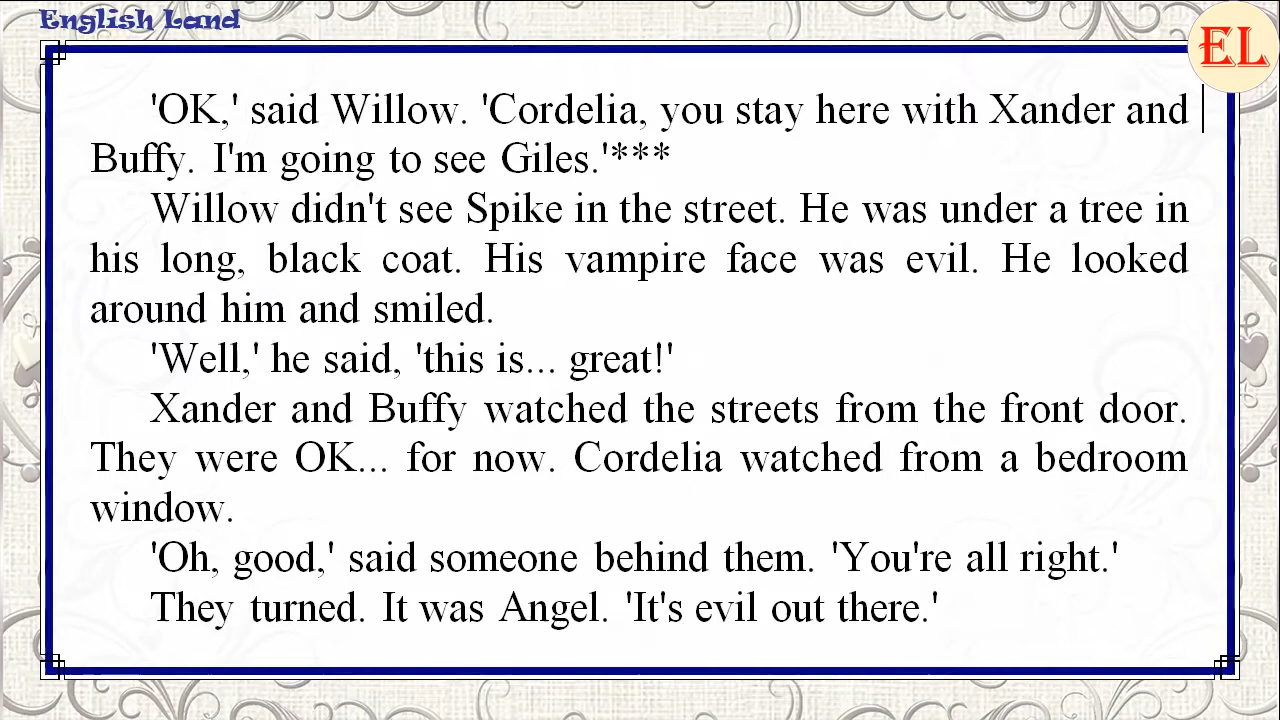 English Land
EL
'OK,' said Willow. 'Cordelia, you stay here with Xander and
Buffy. I'm going to see Giles.'***
Willow didn't see Spike in the street. He was under a tree in
his long, black coat. His vampire face was evil. He looked
around him and smiled.
'Well,' he said, 'this is... great!'
Xander and Buffy watched the streets from the front door.
They were OK... for now. Cordelia watched from a bedroom
window.
'Oh, good,' said someone behind them. 'You're all right.'
They turned. It was Angel. 'It's evil out there.'